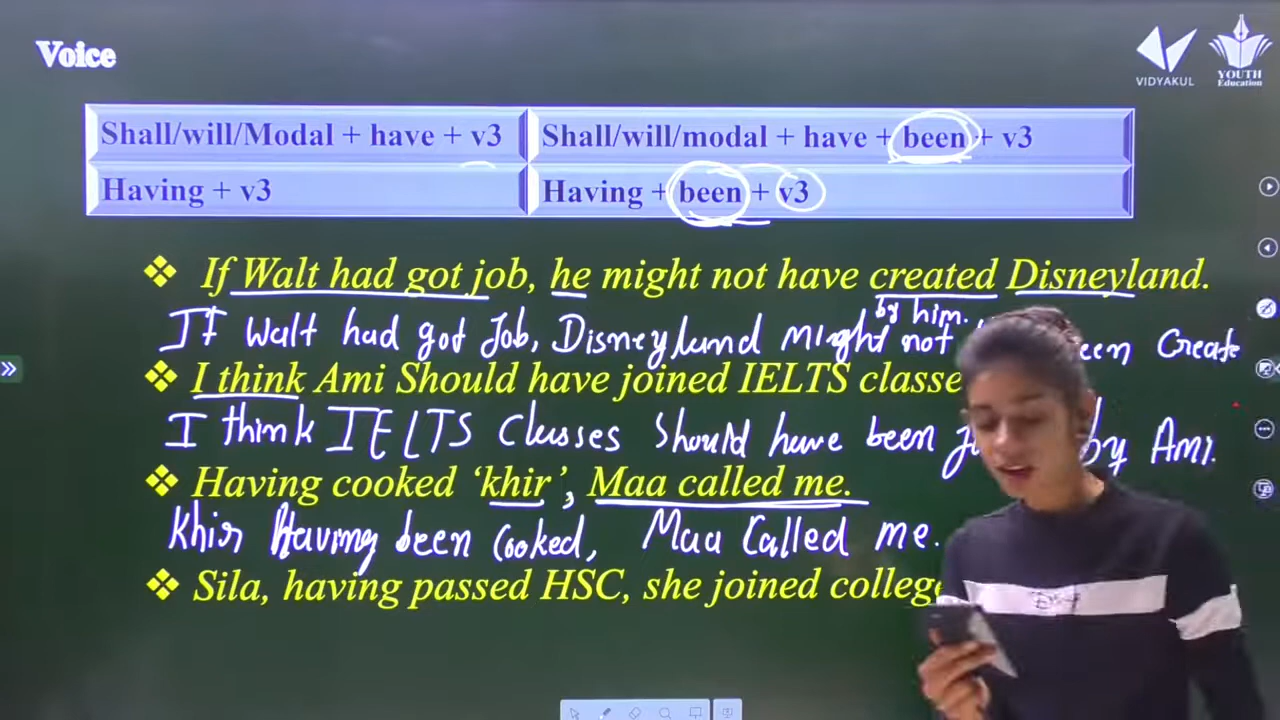 Voice
VIDYAKUL
YOUTH
Education
Shall/will/Modal + have + v3
Shall/will/modal + have + been + v3
Having + v3
Having + been + v3
❖ If Walt had got job, he might not have created Disneyland.
by him.
If Walt had got Job, Disneyland might not een Create
❖ I think Ami Should have joined IELTS classe
I think IELTS Classes Should have been by Ami.
❖ Having cooked ‘khir’, Maa called me.
Khir Having been Cooked, Maa Called me.
❖ Sila, having passed HSC, she joined colleg